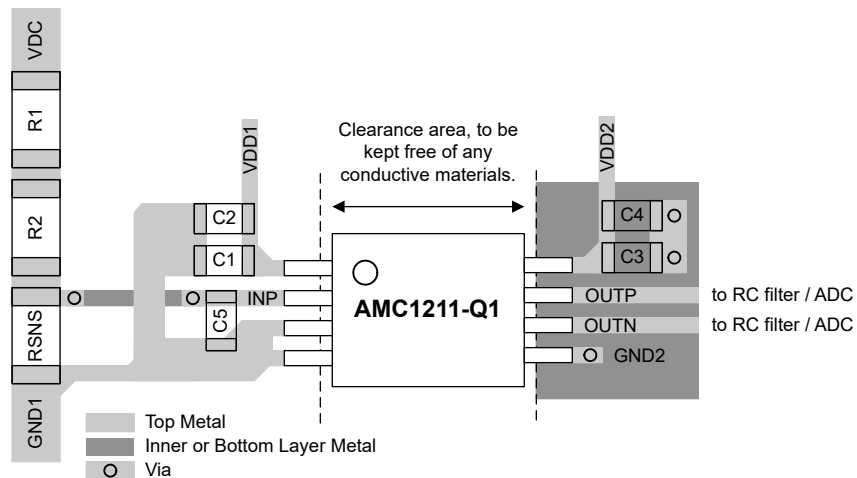 VDC
R1
R2
RSNS
GND1
VDD1
C2
C1
C5
INP
Clearance area, to be
kept free of any
conductive materials.
AMC1211-Q1
VDD2
C4
C3
OUTP
to RC filter / ADC
OUTN
to RC filter / ADC
GND2
Top Metal
Inner or Bottom Layer Metal
Via